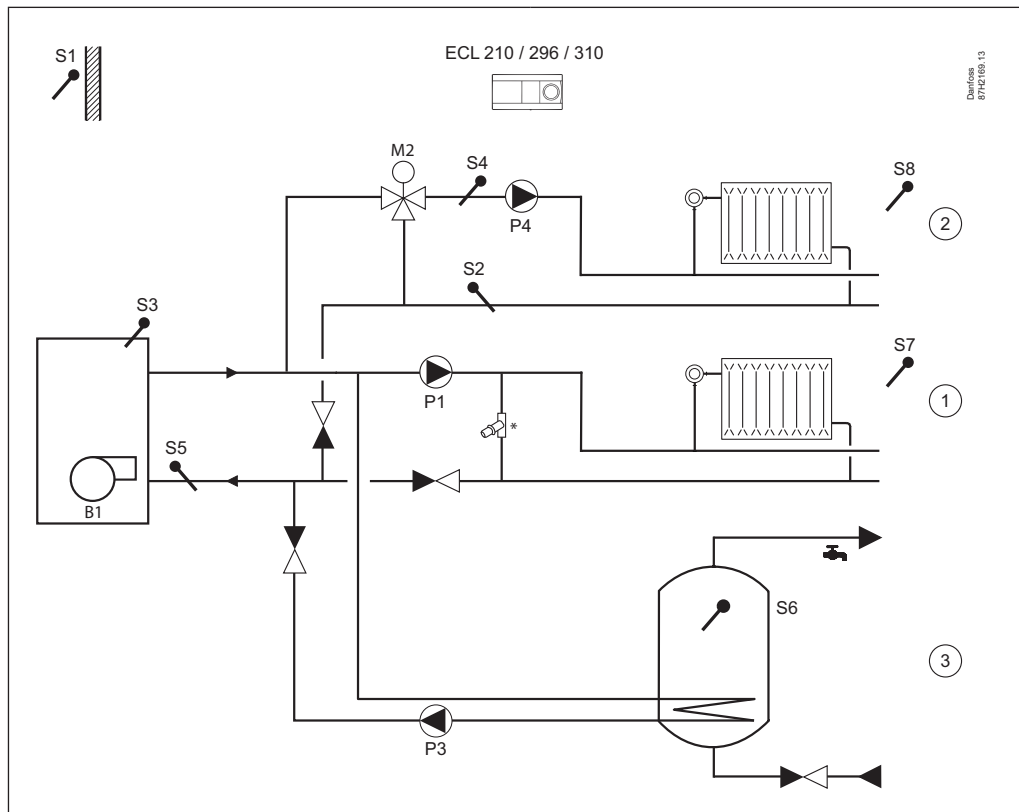 S1
ECL 210 / 296 / 310
Danfoss
87H2169.13
M2
S4
S8
P4
2
S2
S3
S7
P1
*
1
S5
B1
S6
3
P3